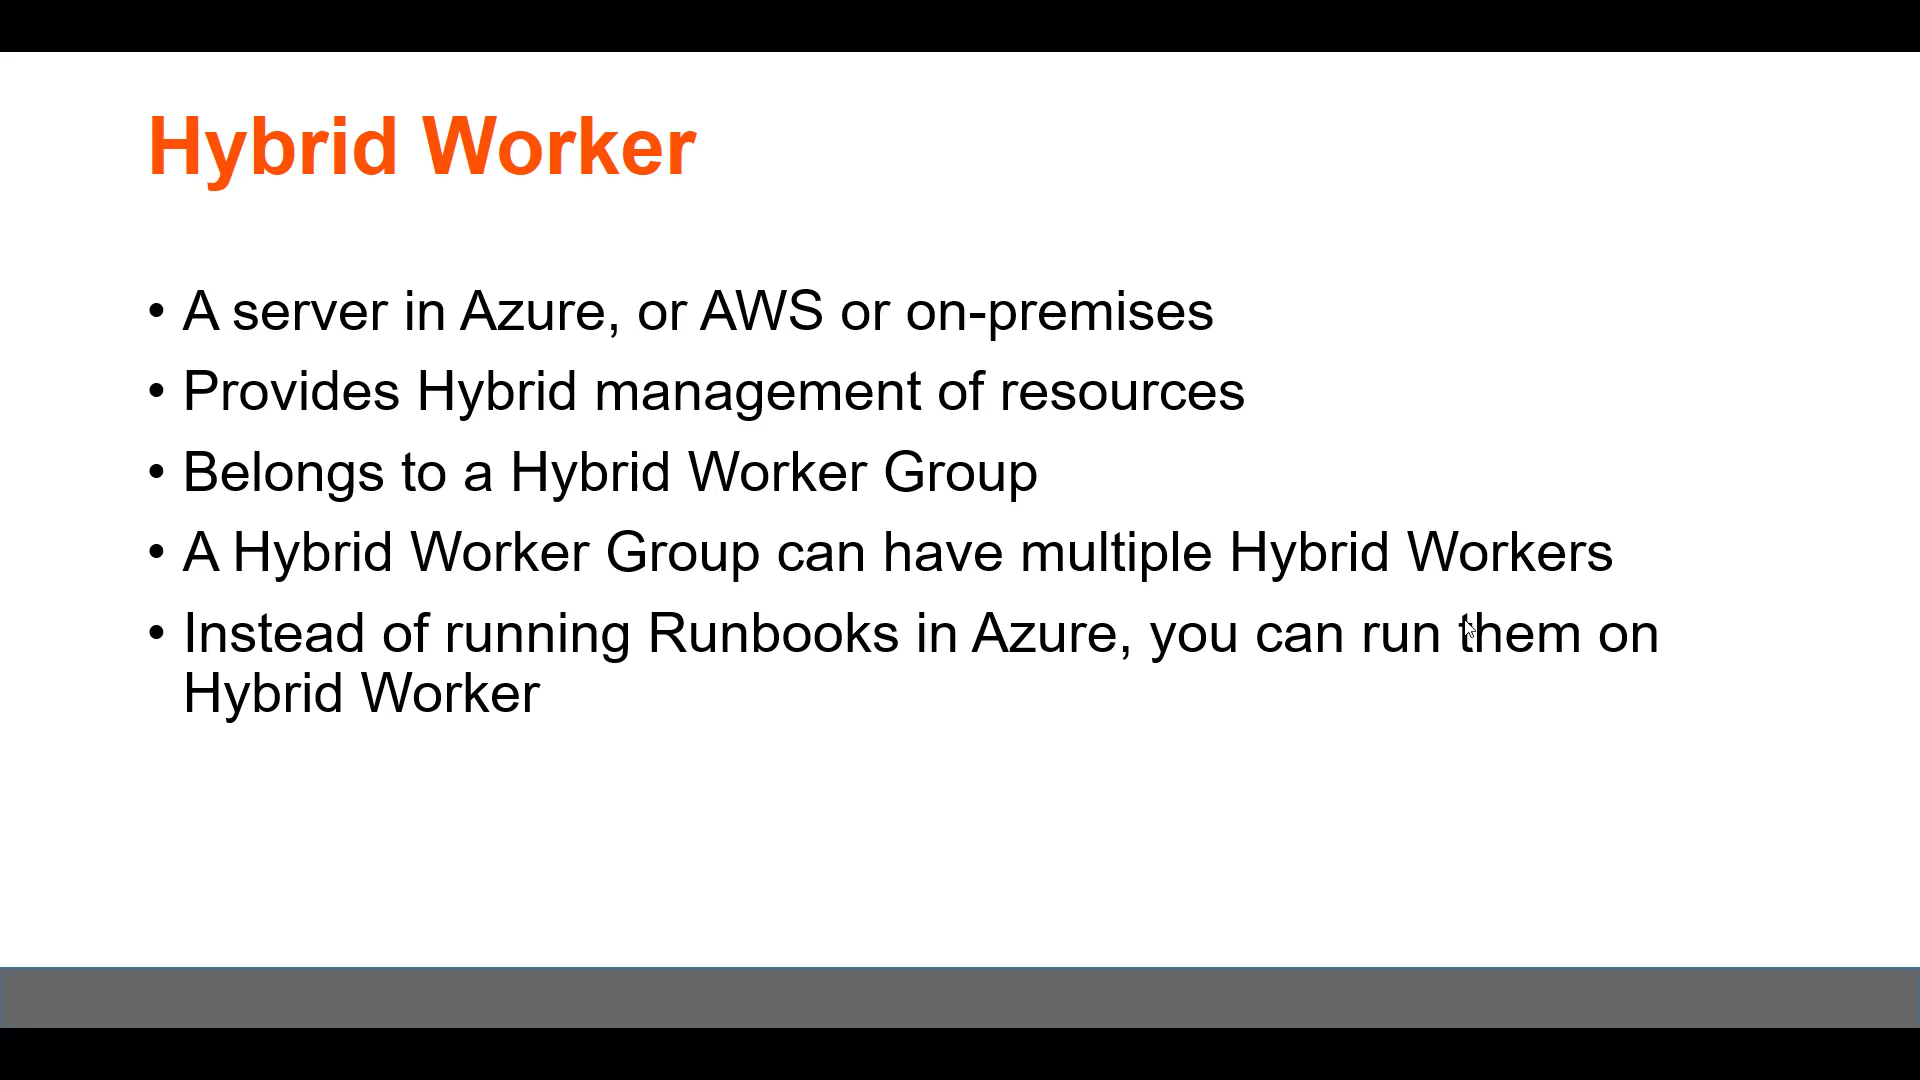 Hybrid Worker
• A server in Azure, or AWS or on-premises
• Provides Hybrid management of resources
• Belongs to a Hybrid Worker Group
• A Hybrid Worker Group can have multiple Hybrid Workers
• Instead of running Runbooks in Azure, you can run them on
Hybrid Worker